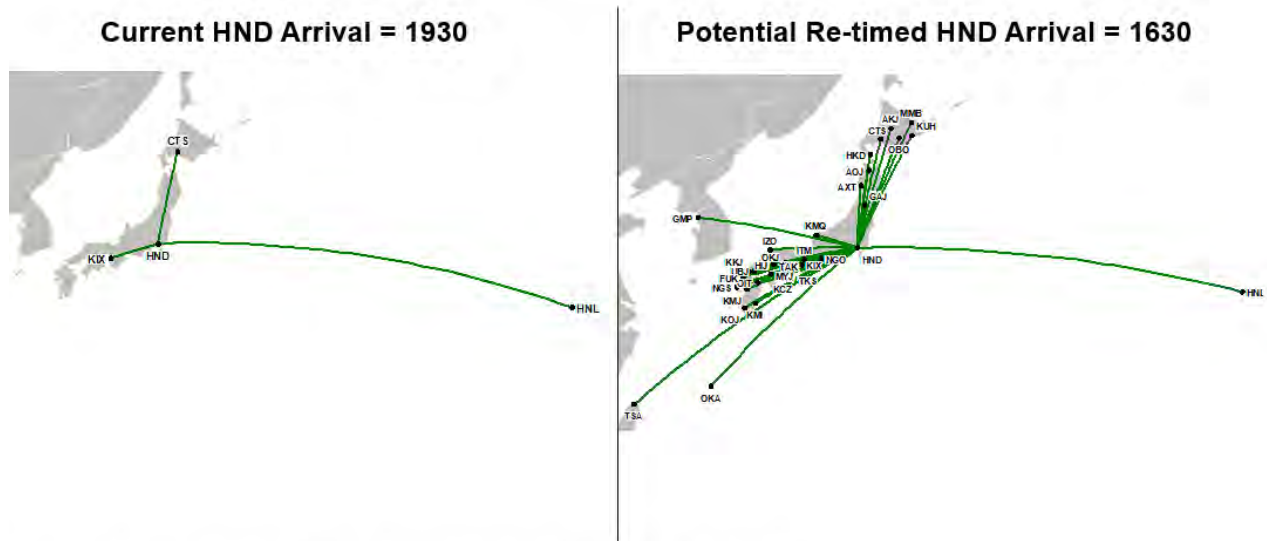 Current HND Arrival = 1930
CTS
KIX
HND
HNL
Potential Re-timed HND Arrival = 1630
MMB
AKJ
KUH
CTS
OBO
HKD
AOJ
AXT
GAJ
GMP
KMQ
IZO
ITM
OKJ
HND
NGO
KKJ
HIJ
TAK
KIX
UBJ
FUK
MYJ
OIT
TKS
NGS
KCZ
KMJ
KMI
KOJ
HNL
OKA
TSA